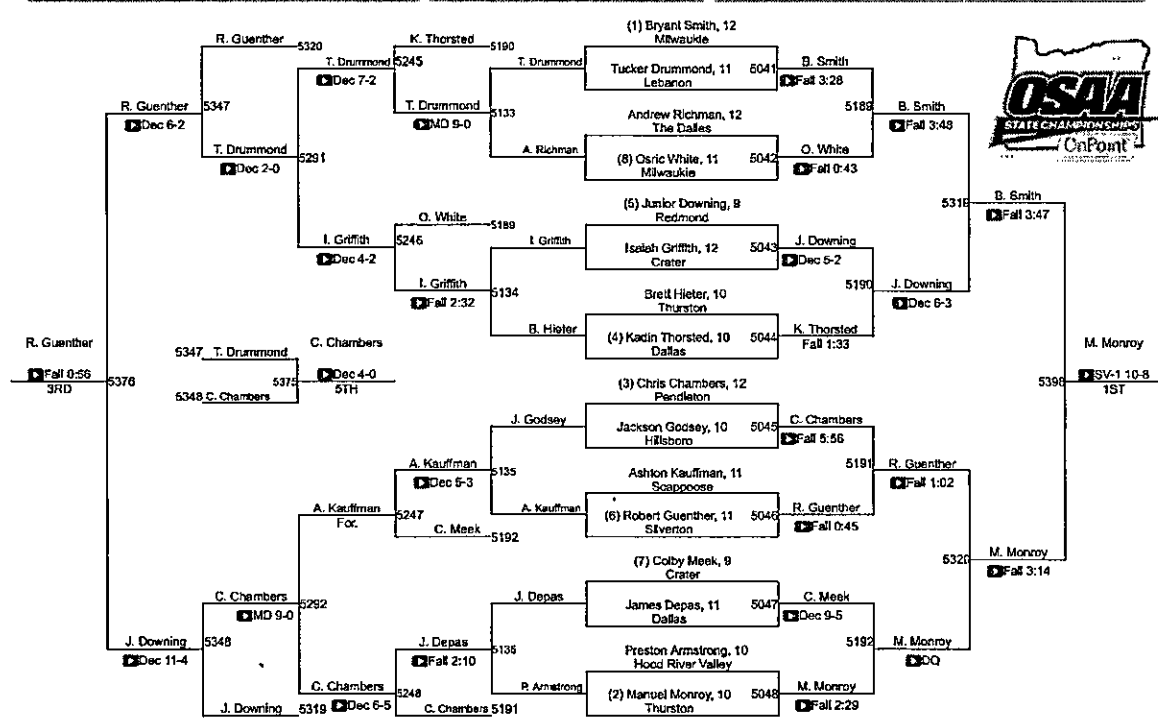 R. Guenther 5320
K. Thorsted 5190
(1) Bryant Smith, 12
Milwaukie
T. Drummond 5245
Dec 7-2
T. Drummond
Tucker Drummond, 11 5041
Lebanon
B. Smith
Fall 3:28
OSAA
STATE CHAMPIONSHIPS
OnPoint
R. Guenther 5347
Dec 6-2
T. Drummond 5133
MD 9-0
Andrew Richman, 12
The Dalles
5189 B. Smith
Fall 3:48
T. Drummond 5291
Dec 2-0
A. Richman
(8) Osric White, 11 5042
Milwaukie
O. White
Fall 0:43
O. White 5189
(5) Junior Downing, 9
Redmond
5319 B. Smith
Fall 3:47
I. Griffith 5246
Dec 4-2
I. Griffith
Isaiah Griffith, 12 5043
Crater
J. Downing
Dec 5-2
I. Griffith 5134
Fall 2:32
Brett Hieter, 10
Thurston
5190 J. Downing
Dec 6-3
B. Hieter
(4) Kadin Thorsted, 10 5044
Dallas
K. Thorsted
Fall 1:33
R. Guenther
Fall 0:56 5376
3RD
5347 T. Drummond
C. Chambers
5375 Dec 4-0
5TH
5348 C. Chambers
M. Monroy
5398 SV-1 10-8
1ST
(3) Chris Chambers, 12
Pendleton
J. Godsey
Jackson Godsey, 10 5045
Hillsboro
C. Chambers
Fall 5:56
A. Kauffman 5135
Dec 5-3
Ashton Kauffman, 11
Scappoose
5191 R. Guenther
Fall 1:02
A. Kauffman 5247
For.
A. Kauffman
(6) Robert Guenther, 11 5046
Silverton
R. Guenther
Fall 0:45
C. Meek 5192
(7) Colby Meek, 9
Crater
5320 M. Monroy
Fall 3:14
C. Chambers 5292
MD 9-0
J. Depas
James Depas, 11 5047
Dallas
C. Meek
Dec 9-5
J. Downing 5348
Dec 11-4
J. Depas 5136
Fall 2:10
Preston Armstrong, 10
Hood River Valley
5192 M. Monroy
DQ
C. Chambers 5248
Dec 6-5
P. Armstrong
(2) Manuel Monroy, 10 5048
Thurston
M. Monroy
Fall 2:29
J. Downing 5319
C. Chambers 5191